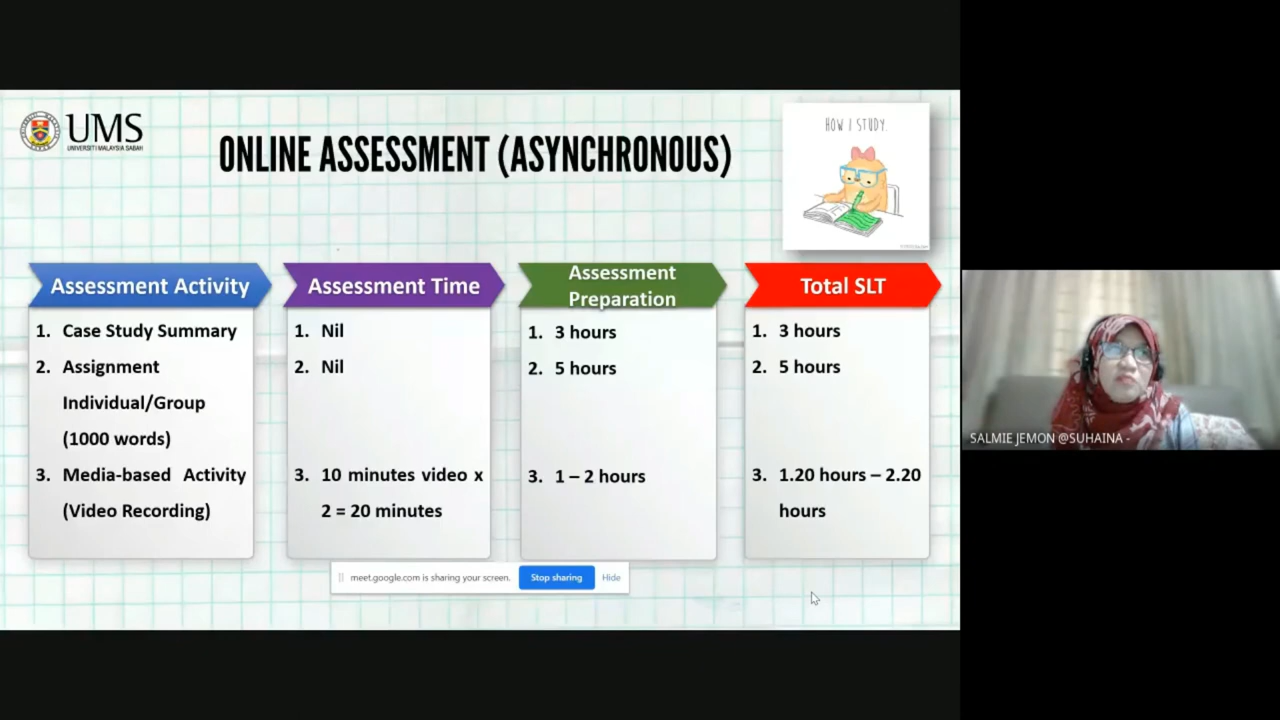 UMS
UNIVERSITI MALAYSIA SABAH
ONLINE ASSESSMENT (ASYNCHRONOUS)
HOW I STUDY.
Assessment Activity
1. Case Study Summary
2. Assignment
Individual/Group
(1000 words)
3. Media-based Activity
(Video Recording)
Assessment Time
1. Nil
2. Nil
3. 10 minutes video x
2 = 20 minutes
Assessment
Preparation
1. 3 hours
2. 5 hours
3. 1 – 2 hours
Total SLT
1. 3 hours
2. 5 hours
3. 1.20 hours – 2.20
hours
meet.google.com is sharing your screen.
Stop sharing
Hide
SALMIE JEMON @SUHAINA -